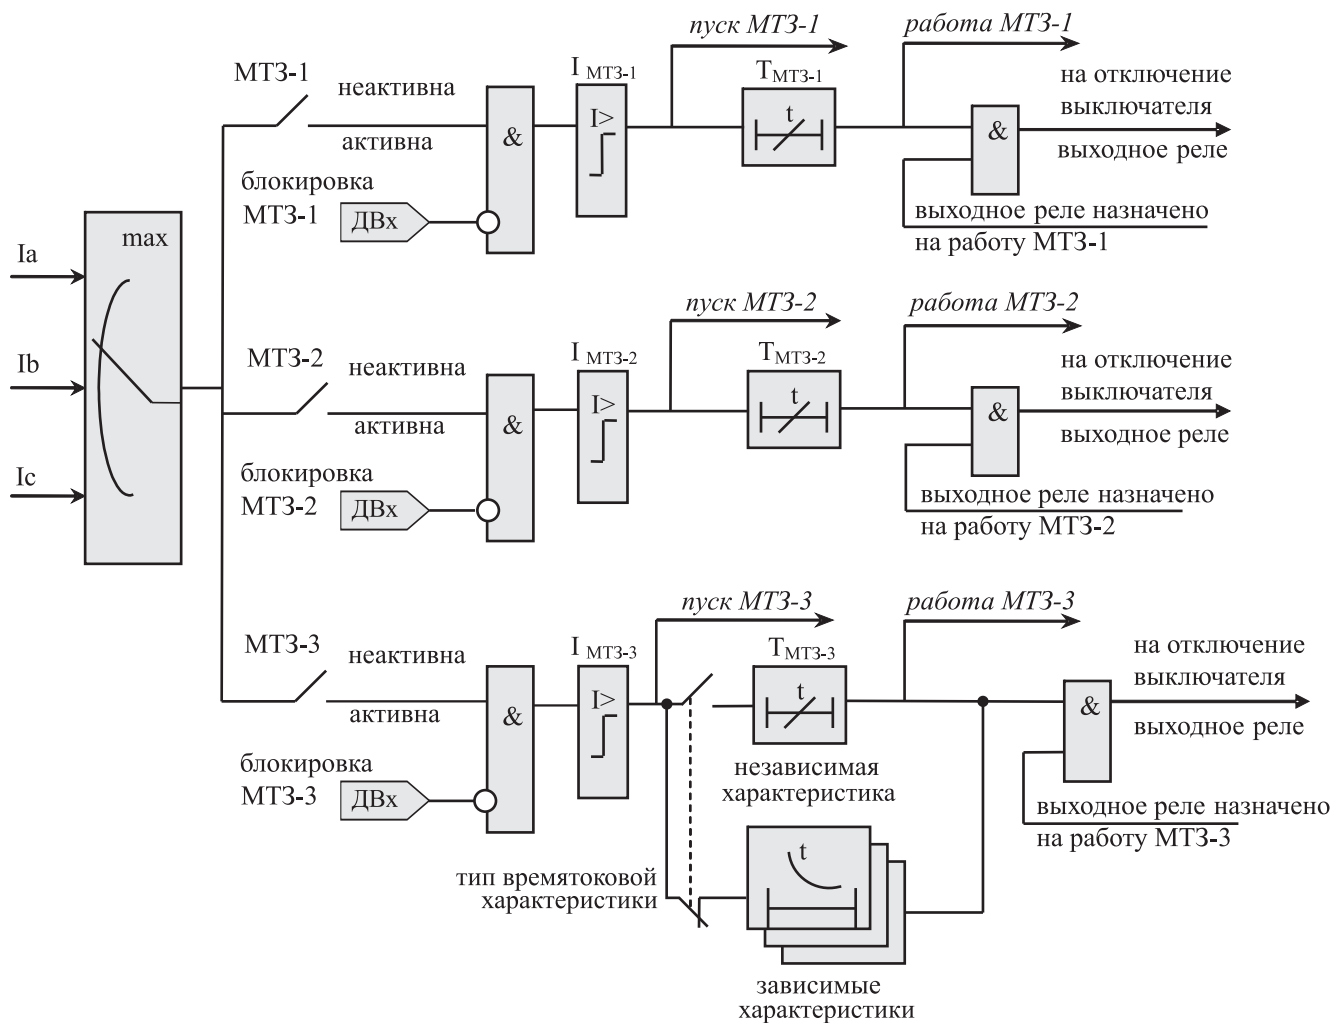 Ia
Ib
Ic
max
МТЗ-1
неактивна
активна
блокировка
МТЗ-1
ДВх
&
I МТЗ-1
I>
пуск МТЗ-1
TМТЗ-1
t
работа МТЗ-1
&
на отключение
выключателя
выходное реле
выходное реле назначено
на работу МТЗ-1
МТЗ-2
неактивна
активна
блокировка
МТЗ-2
ДВх
&
I МТЗ-2
I>
пуск МТЗ-2
TМТЗ-2
t
работа МТЗ-2
&
на отключение
выключателя
выходное реле
выходное реле назначено
на работу МТЗ-2
МТЗ-3
неактивна
активна
блокировка
МТЗ-3
ДВх
&
I МТЗ-3
I>
пуск МТЗ-3
TМТЗ-3
t
независимая
характеристика
работа МТЗ-3
&
на отключение
выключателя
выходное реле
выходное реле назначено
на работу МТЗ-3
тип времятоковой
характеристики
t
зависимые
характеристики